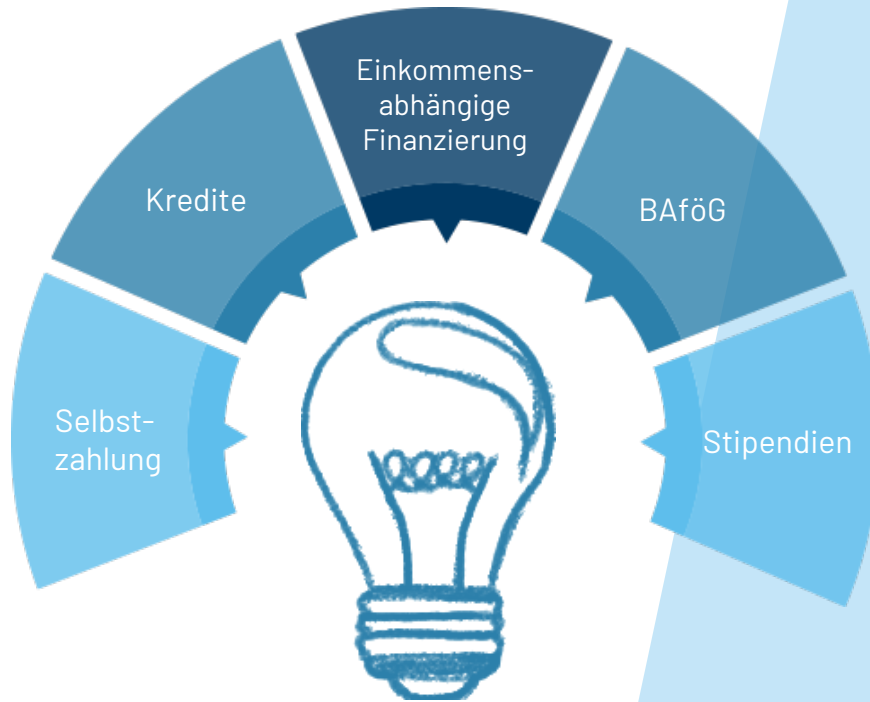 Selbst-
zahlung
Kredite
Einkommens-
abhängige
Finanzierung
BAföG
Stipendien